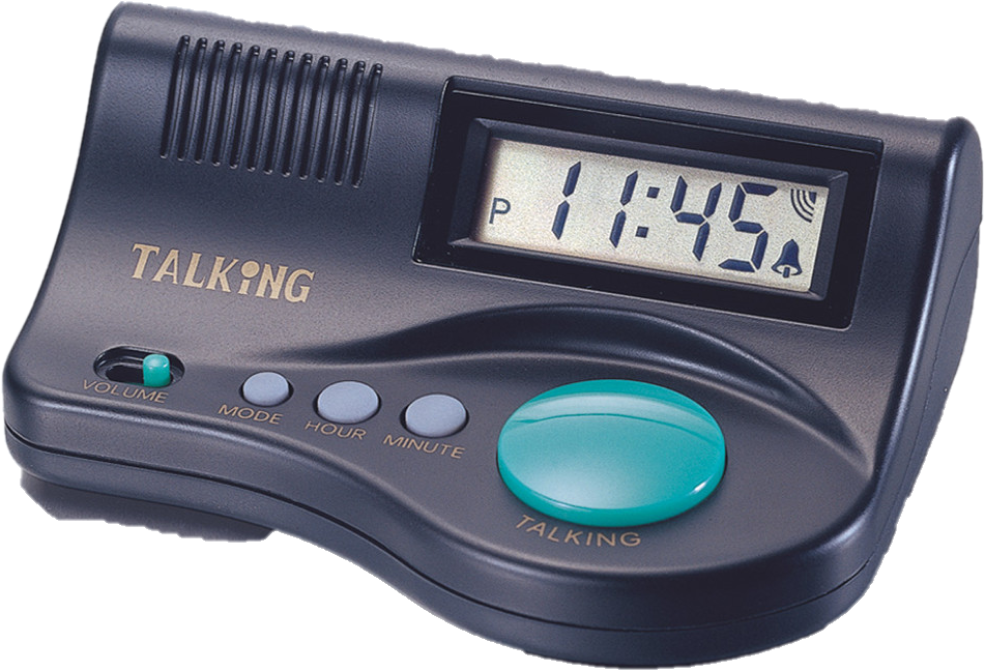 P 11:45
TALKING
VOLUME
MODE
HOUR
MINUTE
TALKING